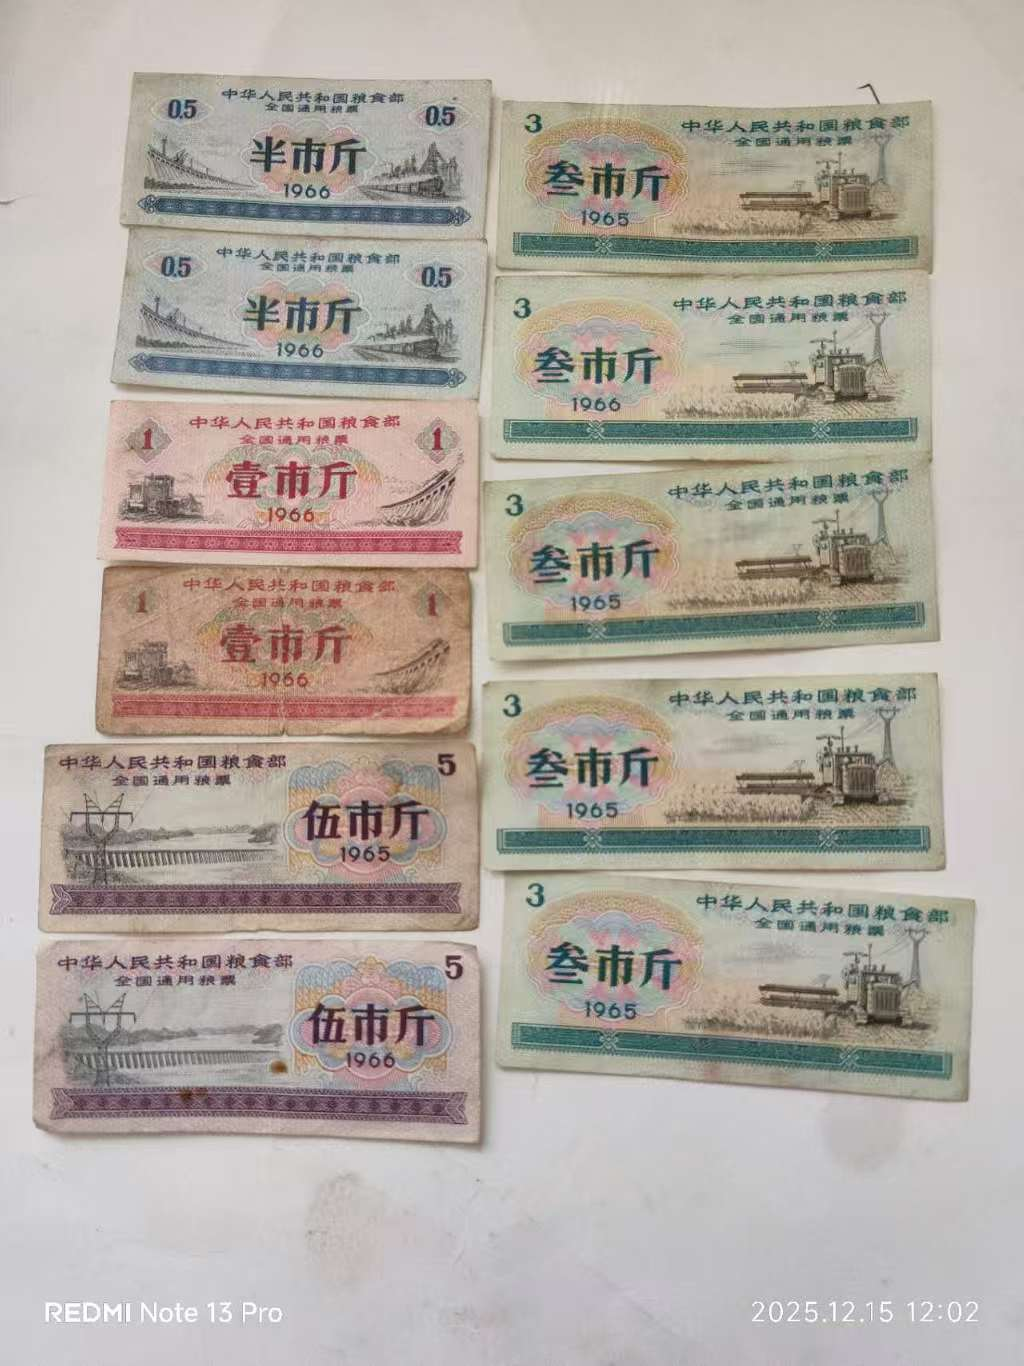 中华人民共和国粮食部
全国通用粮票
0.5
0.5
半市斤
1966
中华人民共和国粮食部
全国通用粮票
0.5
0.5
半市斤
1966
中华人民共和国粮食部
全国通用粮票
1
1
壹市斤
1966
中华人民共和国粮食部
全国通用粮票
1
1
壹市斤
1966
中华人民共和国粮食部
5
全国通用粮票
伍市斤
1965
中华人民共和国粮食部
5
全国通用粮票
伍市斤
1966
3
中华人民共和国粮食部
全国通用粮票
叁市斤
1965
3
中华人民共和国粮食部
全国通用粮票
叁市斤
1966
3
中华人民共和国粮食部
全国通用粮票
叁市斤
1965
3
中华人民共和国粮食部
全国通用粮票
叁市斤
1965
3
中华人民共和国粮食部
全国通用粮票
叁市斤
1965
REDMI Note 13 Pro
2025.12.15 12:02